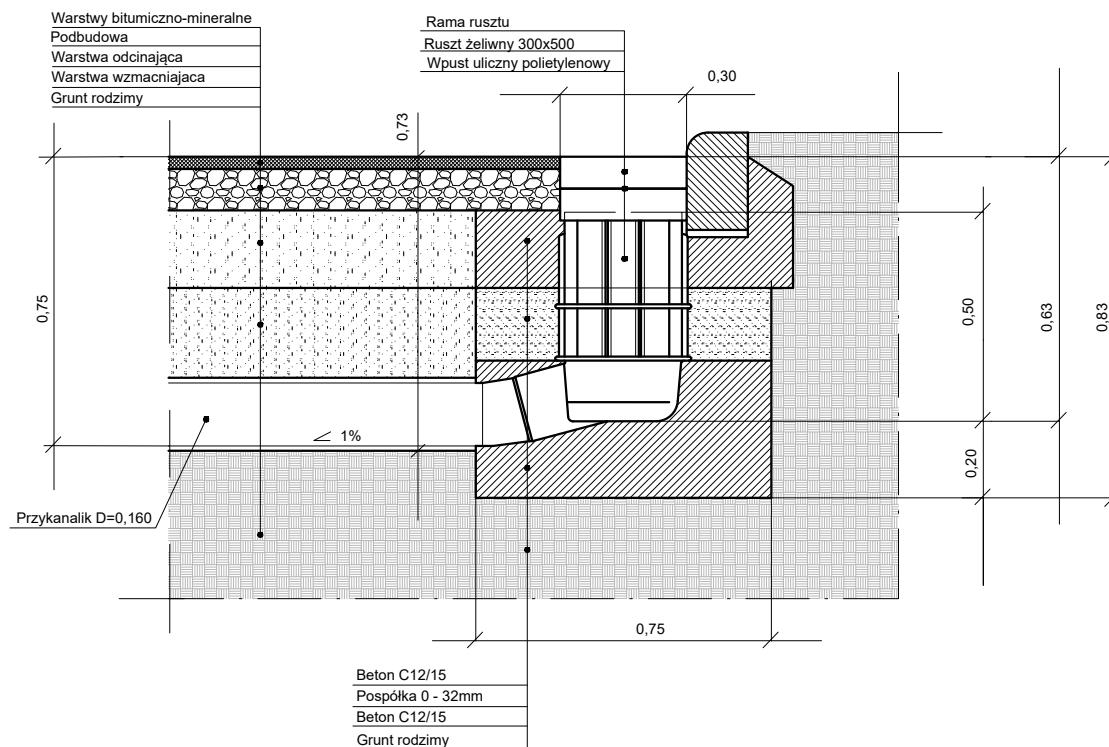 Warstwy bitumiczno-mineralne
Podbudowa
Warstwa odcinająca
Warstwa wzmacniajaca
Grunt rodzimy
Rama rusztu
Ruszt żeliwny 300x500
Wpust uliczny polietylenowy
0,30
0,73
0,75
0,50
0,63
0,83
1%
0,20
Przykanalik D=0,160
0,75
Beton C12/15
Pospółka 0 - 32mm
Beton C12/15
Grunt rodzimy